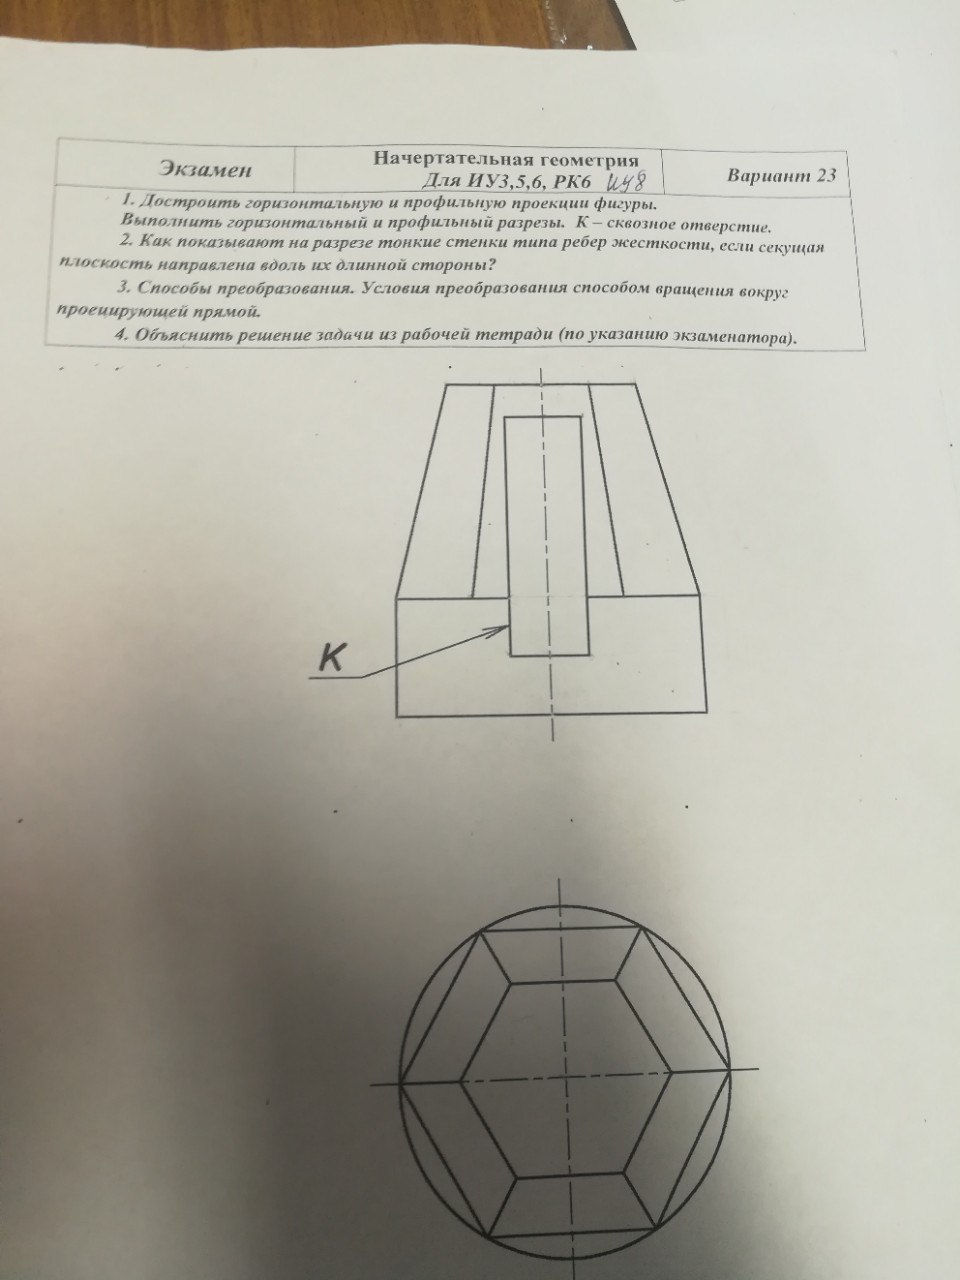 Экзамен
Начертательная геометрия
Для ИУ3,5,6, РК6 ИУ8
Вариант 23
1. Достроить горизонтальную и профильную проекции фигуры.
Выполнить горизонтальный и профильный разрезы. К – сквозное отверстие.
2. Как показывают на разрезе тонкие стенки типа ребер жесткости, если секущая
плоскость направлена вдоль их длинной стороны?
3. Способы преобразования. Условия преобразования способом вращения вокруг
проецирующей прямой.
4. Объяснить решение задачи из рабочей тетради (по указанию экзаменатора).
К